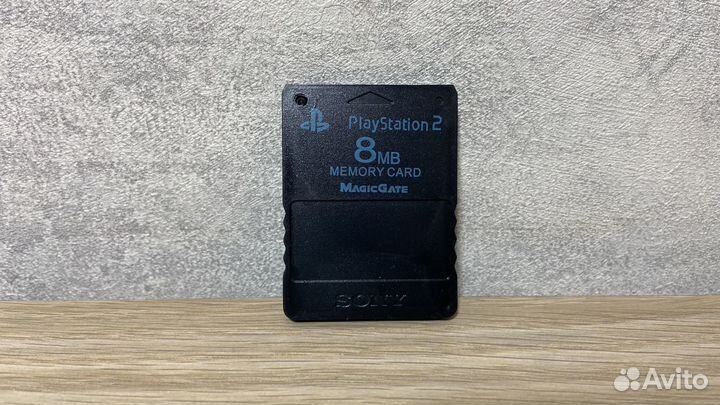 PlayStation 2
8MB
MEMORY CARD
MAGICGATE
SONY
Avito